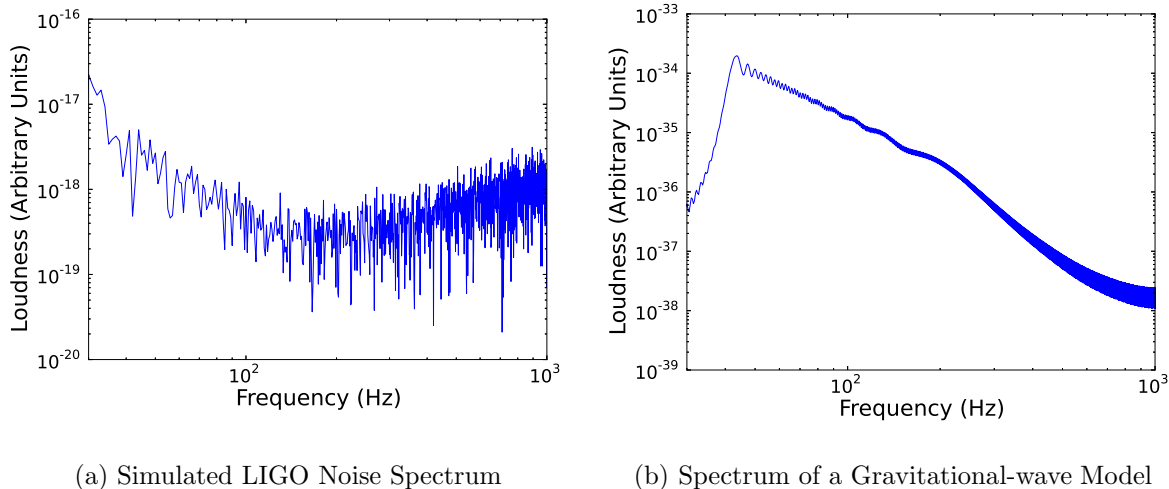 10^-16
10^-17
10^-18
10^-19
10^-20
Loudness (Arbitrary Units)
10^2
10^3
Frequency (Hz)
(a) Simulated LIGO Noise Spectrum
10^-33
10^-34
10^-35
10^-36
10^-37
10^-38
10^-39
Loudness (Arbitrary Units)
10^2
10^3
Frequency (Hz)
(b) Spectrum of a Gravitational-wave Model